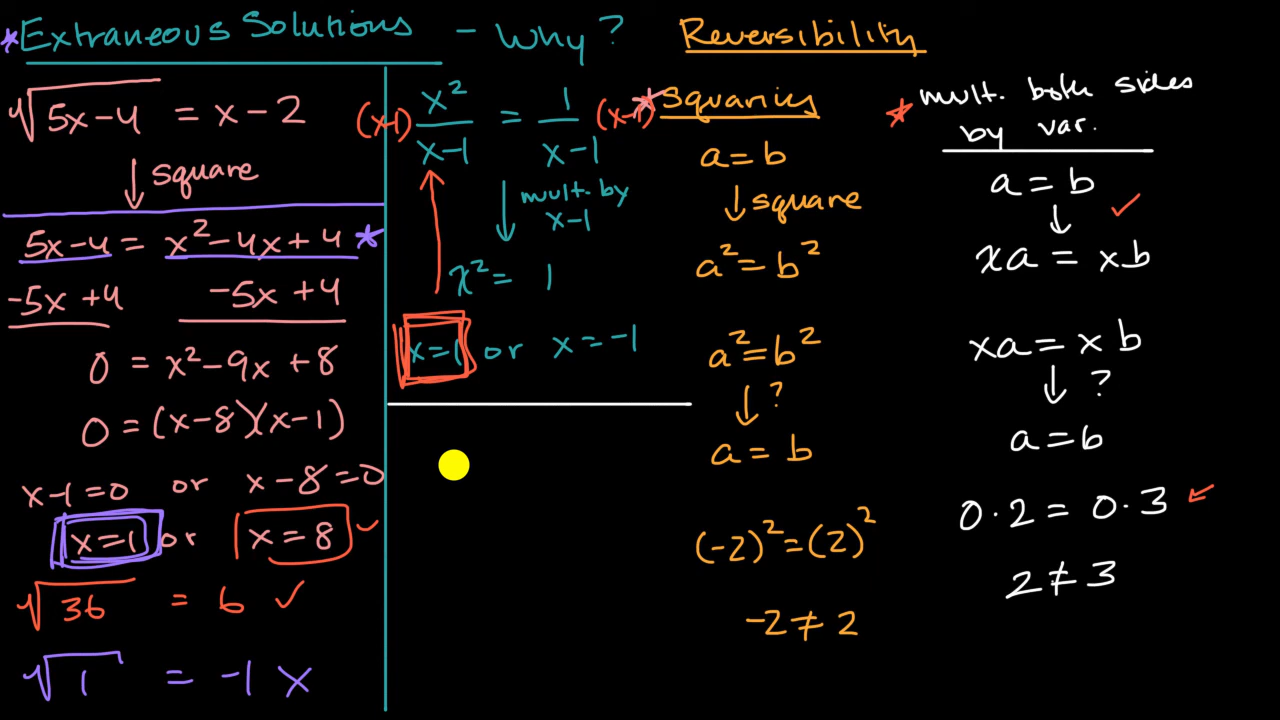 *Extraneous Solutions - Why?
√(5x-4) = x-2
↓ square
5x-4 = x²-4x+4 *
-5x +4 -5x +4
0 = x²-9x+8
0 = (x-8)(x-1)
x-1=0 or x-8=0
x=1 or x=8 ✓
√36 = 6 ✓
√1 = -1 X
(x-1) x²/(x-1) = 1/(x-1) (x-1)
↓ mult. by
x-1
x² = 1
x=1 or x=-1
Reversibility
*Squaring
a=b
↓ square
a²=b²
a²=b²
↓ ?
a = b
(-2)²=(2)²
-2≠2
* mult. both sides
by var.
a=b
↓ ✓
xa = xb
xa = xb
↓ ?
a=b
0·2 = 0·3 ✓
2≠3